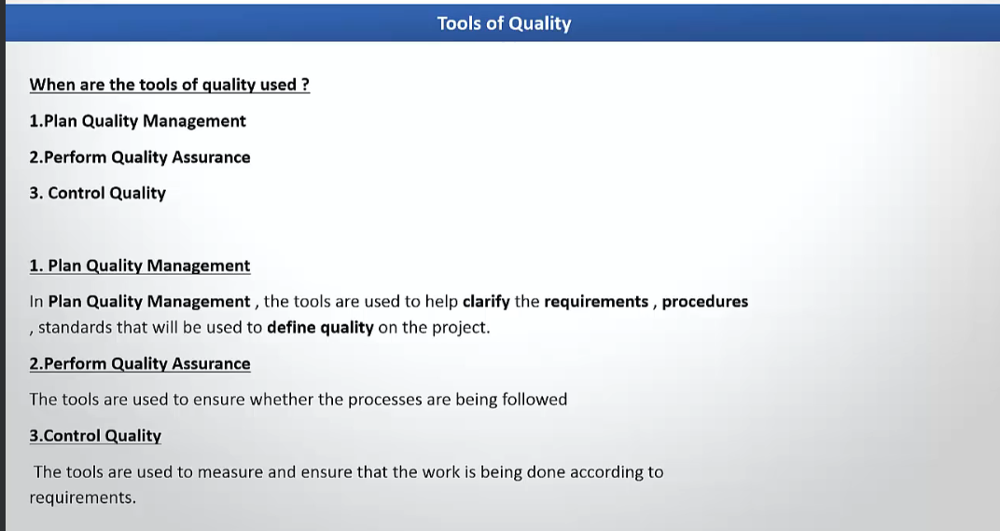 Tools of Quality
When are the tools of quality used ?
1.Plan Quality Management
2.Perform Quality Assurance
3. Control Quality
1. Plan Quality Management
In Plan Quality Management , the tools are used to help clarify the requirements , procedures
, standards that will be used to define quality on the project.
2.Perform Quality Assurance
The tools are used to ensure whether the processes are being followed
3.Control Quality
The tools are used to measure and ensure that the work is being done according to
requirements.